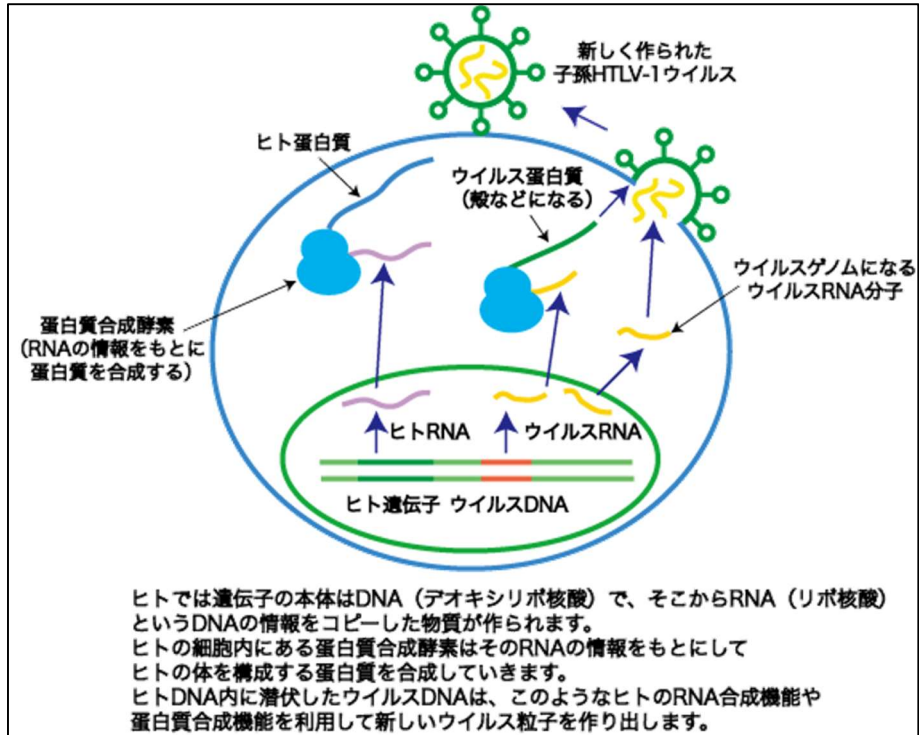 新しく作られた
子孫HTLV-1ウイルス
ヒト蛋白質
ウイルス蛋白質
（殻などになる）
ウイルスゲノムになる
ウイルスRNA分子
蛋白質合成酵素
（RNAの情報をもとに
蛋白質を合成する）
ヒトRNA
ウイルスRNA
ヒト遺伝子 ウイルスDNA
ヒトでは遺伝子の本体はDNA（デオキシリボ核酸）で、そこからRNA（リボ核酸）
というDNAの情報をコピーした物質が作られます。
ヒトの細胞内にある蛋白質合成酵素はそのRNAの情報をもとにして
ヒトの体を構成する蛋白質を合成していきます。
ヒトDNA内に潜伏したウイルスDNAは、このようなヒトのRNA合成機能や
蛋白質合成機能を利用して新しいウイルス粒子を作り出します。